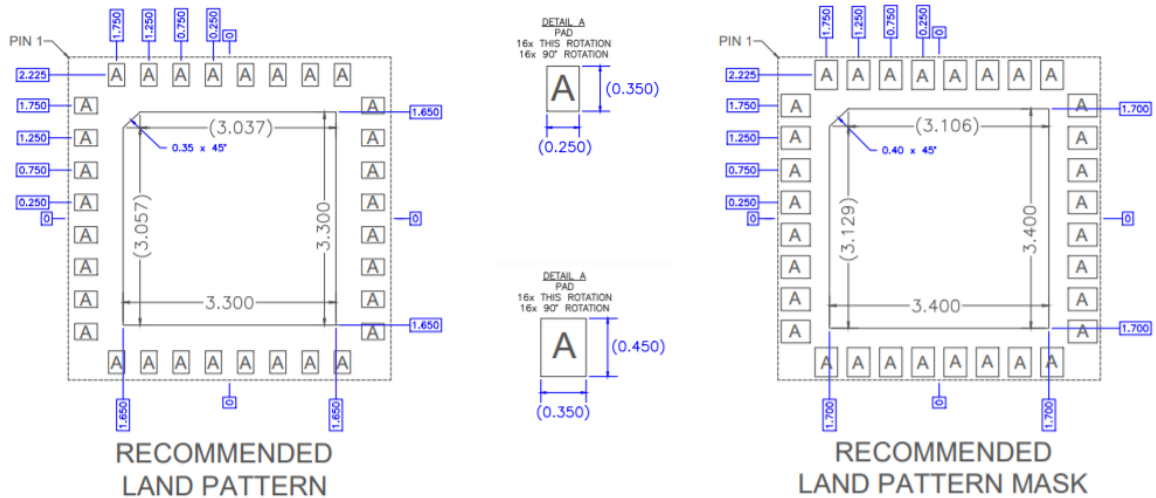 1.750
1.250
0.750
0.250
0
PIN 1
2.225
A A A A A A A A
1.750
A
A
1.650
(3.037)
1.250
A
A
0.35 x 45°
0.750
A
A
0.250
A
A
0
(3.057)
3.300
0
A
A
A
A
3.300
A
A
1.650
A
A
A A A A A A A A
1.650
0
1.650
RECOMMENDED
LAND PATTERN
DETAIL A
PAD
16x THIS ROTATION
16x 90° ROTATION
A
(0.350)
(0.250)
DETAIL A
PAD
16x THIS ROTATION
16x 90° ROTATION
A
(0.450)
(0.350)
1.750
1.250
0.750
0.250
0
PIN 1
2.225
A A A A A A A A
1.750
A
A
1.700
(3.106)
1.250
A
A
0.40 x 45°
0.750
A
A
0.250
A
A
0
(3.129)
3.400
0
A
A
A
A
3.400
A
A
1.700
A
A
A A A A A A A A
1.700
0
1.700
RECOMMENDED
LAND PATTERN MASK